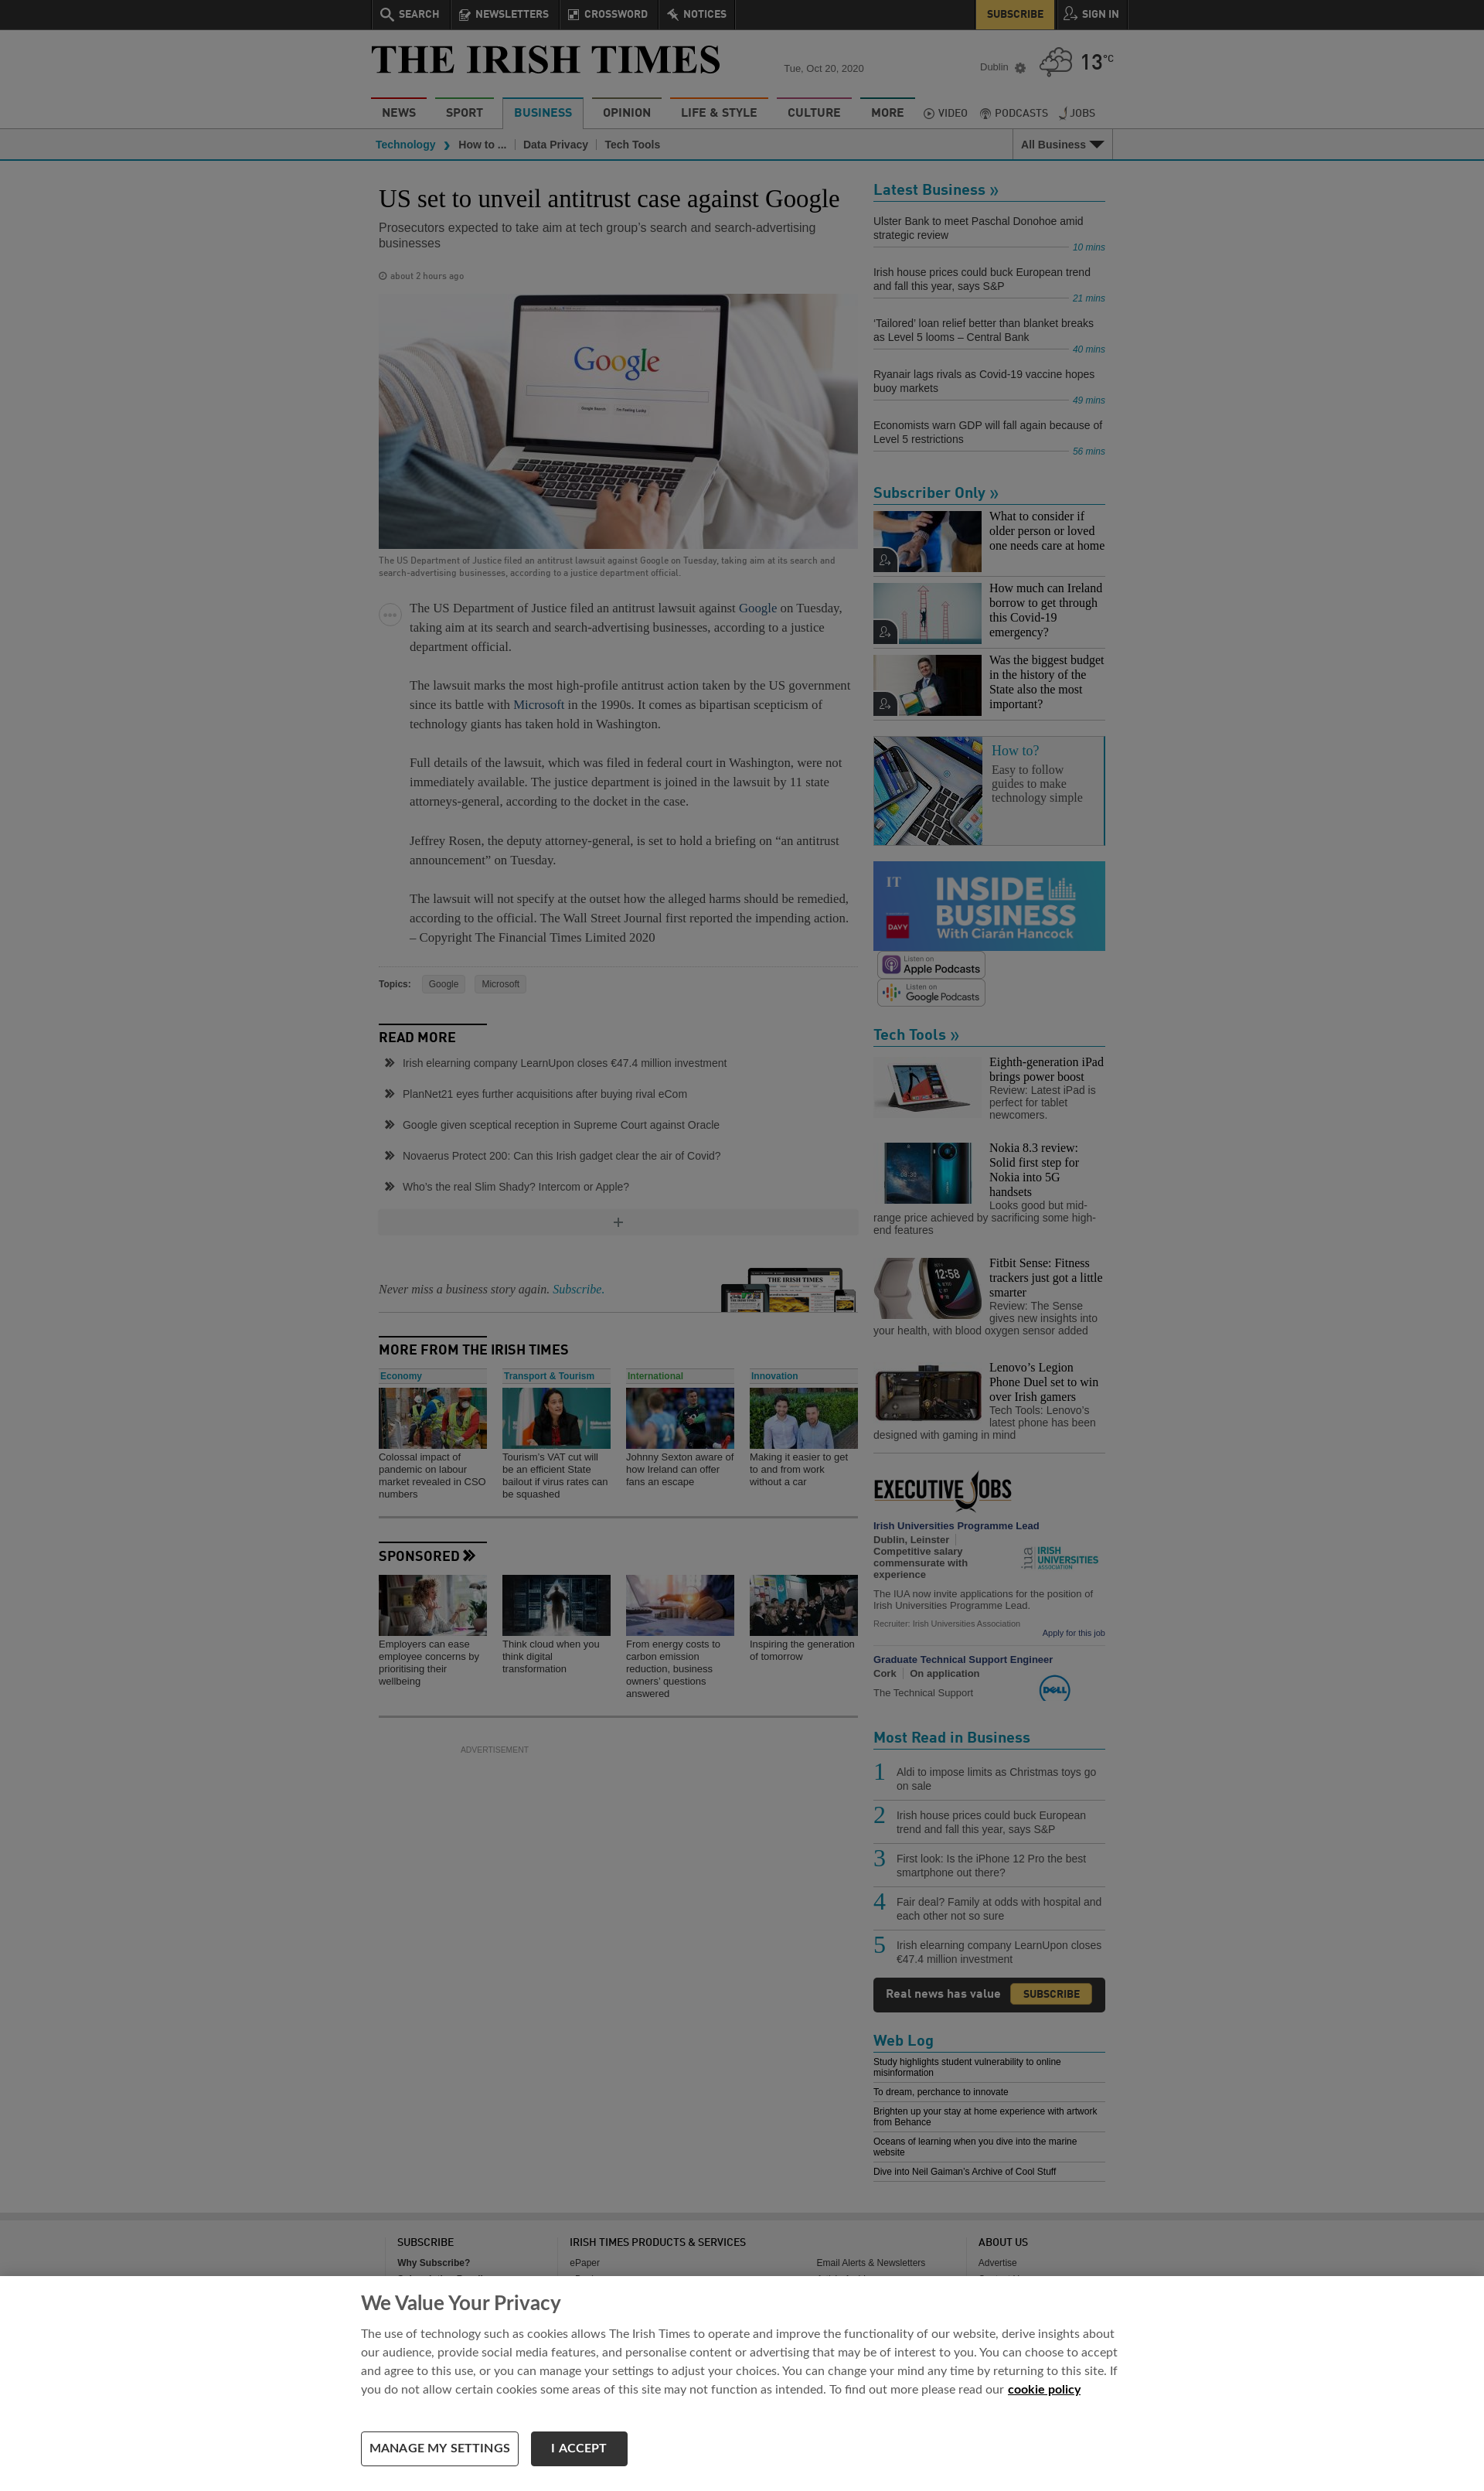 SEARCH
NEWSLETTERS
CROSSWORD
NOTICES
SUBSCRIBE
SIGN IN
THE IRISH TIMES
Tue, Oct 20, 2020
Dublin
13°C
NEWS
SPORT
BUSINESS
OPINION
LIFE & STYLE
CULTURE
MORE
VIDEO
PODCASTS
JOBS
Technology
How to ...
Data Privacy
Tech Tools
All Business
US set to unveil antitrust case against Google
Prosecutors expected to take aim at tech group's search and search-advertising
businesses
about 2 hours ago
Google
Google Search
I'm Feeling Lucky
The US Department of Justice filed an antitrust lawsuit against Google on Tuesday, taking aim at its search and
search-advertising businesses, according to a justice department official.
The US Department of Justice filed an antitrust lawsuit against Google on Tuesday,
taking aim at its search and search-advertising businesses, according to a justice
department official.
The lawsuit marks the most high-profile antitrust action taken by the US government
since its battle with Microsoft in the 1990s. It comes as bipartisan scepticism of
technology giants has taken hold in Washington.
Full details of the lawsuit, which was filed in federal court in Washington, were not
immediately available. The justice department is joined in the lawsuit by 11 state
attorneys-general, according to the docket in the case.
Jeffrey Rosen, the deputy attorney-general, is set to hold a briefing on “an antitrust
announcement” on Tuesday.
The lawsuit will not specify at the outset how the alleged harms should be remedied,
according to the official. The Wall Street Journal first reported the impending action.
– Copyright The Financial Times Limited 2020
Topics:
Google
Microsoft
READ MORE
Irish elearning company LearnUpon closes €47.4 million investment
PlanNet21 eyes further acquisitions after buying rival eCom
Google given sceptical reception in Supreme Court against Oracle
Novaerus Protect 200: Can this Irish gadget clear the air of Covid?
Who's the real Slim Shady? Intercom or Apple?
+
Never miss a business story again. Subscribe.
THE IRISH TIMES
MORE FROM THE IRISH TIMES
Economy
Colossal impact of
pandemic on labour
market revealed in CSO
numbers
Transport & Tourism
Tourism's VAT cut will
be an efficient State
bailout if virus rates can
be squashed
International
Johnny Sexton aware of
how Ireland can offer
fans an escape
Innovation
Making it easier to get
to and from work
without a car
SPONSORED
Employers can ease
employee concerns by
prioritising their
wellbeing
Think cloud when you
think digital
transformation
From energy costs to
carbon emission
reduction, business
owners' questions
answered
Inspiring the generation
of tomorrow
ADVERTISEMENT
Latest Business »
Ulster Bank to meet Paschal Donohoe amid
strategic review
10 mins
Irish house prices could buck European trend
and fall this year, says S&P
21 mins
‘Tailored’ loan relief better than blanket breaks
as Level 5 looms – Central Bank
40 mins
Ryanair lags rivals as Covid-19 vaccine hopes
buoy markets
49 mins
Economists warn GDP will fall again because of
Level 5 restrictions
56 mins
Subscriber Only »
What to consider if
older person or loved
one needs care at home
How much can Ireland
borrow to get through
this Covid-19
emergency?
Was the biggest budget
in the history of the
State also the most
important?
How to?
Easy to follow
guides to make
technology simple
IT
DAVY
INSIDE
BUSINESS
With Ciarán Hancock
Listen on
Apple Podcasts
Listen on
Google Podcasts
Tech Tools »
Eighth-generation iPad
brings power boost
Review: Latest iPad is
perfect for tablet
newcomers.
Nokia 8.3 review:
Solid first step for
Nokia into 5G
handsets
Looks good but mid-
range price achieved by sacrificing some high-
end features
12:58
Fitbit Sense: Fitness
trackers just got a little
smarter
Review: The Sense
gives new insights into
your health, with blood oxygen sensor added
Lenovo's Legion
Phone Duel set to win
over Irish gamers
Tech Tools: Lenovo's
latest phone has been
designed with gaming in mind
EXECUTIVE JOBS
Irish Universities Programme Lead
Dublin, Leinster
Competitive salary
commensurate with
experience
iua
IRISH
UNIVERSITIES
ASSOCIATION
The IUA now invite applications for the position of
Irish Universities Programme Lead.
Recruiter: Irish Universities Association
Apply for this job
Graduate Technical Support Engineer
Cork
On application
DELL
The Technical Support
Most Read in Business
1 Aldi to impose limits as Christmas toys go
on sale
2 Irish house prices could buck European
trend and fall this year, says S&P
3 First look: Is the iPhone 12 Pro the best
smartphone out there?
4 Fair deal? Family at odds with hospital and
each other not so sure
5 Irish elearning company LearnUpon closes
€47.4 million investment
Real news has value
SUBSCRIBE
Web Log
Study highlights student vulnerability to online
misinformation
To dream, perchance to innovate
Brighten up your stay at home experience with artwork
from Behance
Oceans of learning when you dive into the marine
website
Dive into Neil Gaiman's Archive of Cool Stuff
SUBSCRIBE
Why Subscribe?
IRISH TIMES PRODUCTS & SERVICES
ePaper
Email Alerts & Newsletters
ABOUT US
Advertise
We Value Your Privacy
The use of technology such as cookies allows The Irish Times to operate and improve the functionality of our website, derive insights about
our audience, provide social media features, and personalise content or advertising that may be of interest to you. You can choose to accept
and agree to this use, or you can manage your settings to adjust your choices. You can change your mind any time by returning to this site. If
you do not allow certain cookies some areas of this site may not function as intended. To find out more please read our cookie policy
MANAGE MY SETTINGS
I ACCEPT